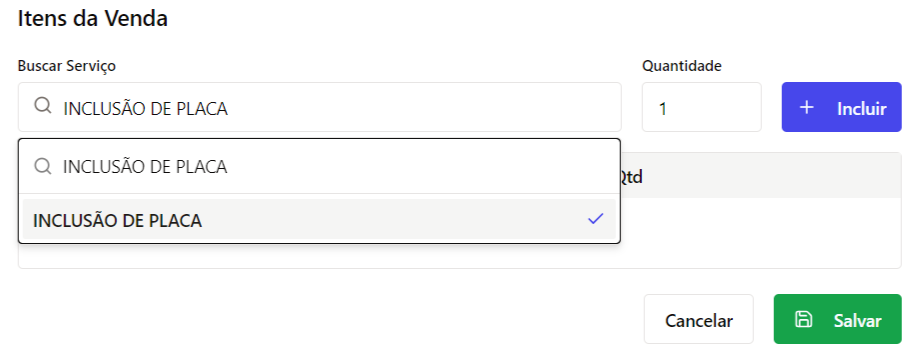 Itens da Venda
Buscar Serviço
Quantidade
INCLUSÃO DE PLACA
1
Incluir
INCLUSÃO DE PLACA
Qtd
INCLUSÃO DE PLACA
Cancelar
Salvar